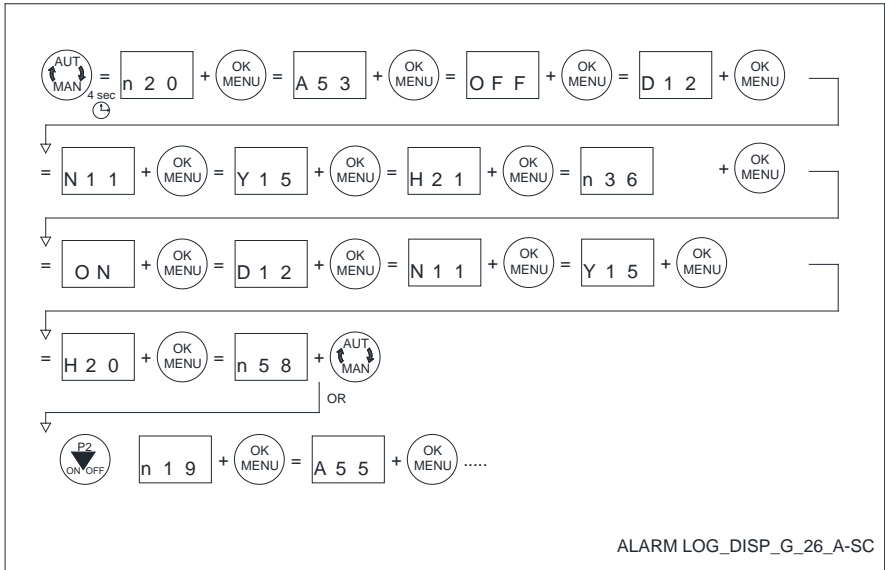 AUT MAN 4 sec = n 2 0 + OK MENU = A 5 3 + OK MENU = O F F + OK MENU = D 1 2 + OK MENU
= N 1 1 + OK MENU = Y 1 5 + OK MENU = H 2 1 + OK MENU = n 3 6 + OK MENU
= O N + OK MENU = D 1 2 + OK MENU = N 1 1 + OK MENU = Y 1 5 + OK MENU
= H 2 0 + OK MENU = n 5 8 + AUT MAN
OR
P2 ON OFF n 1 9 + OK MENU = A 5 5 + OK MENU .....
ALARM LOG_DISP_G_26_A-SC